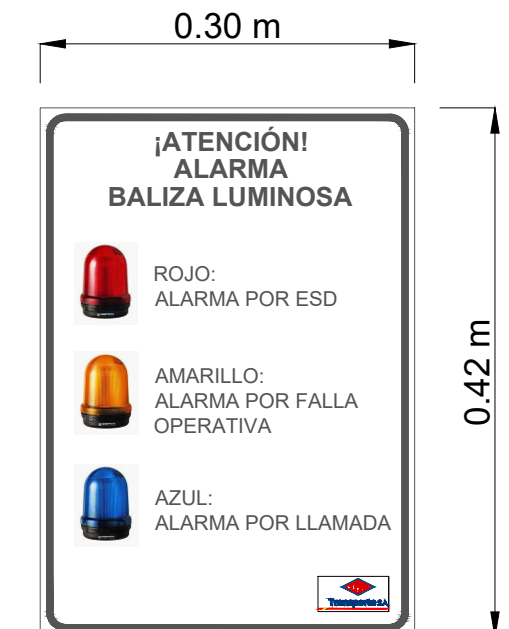 0.30 m
¡ATENCIÓN!
ALARMA
BALIZA LUMINOSA
ROJO:
ALARMA POR ESD
AMARILLO:
ALARMA POR FALLA
OPERATIVA
AZUL:
ALARMA POR LLAMADA
0.42 m
Transporte S.A.